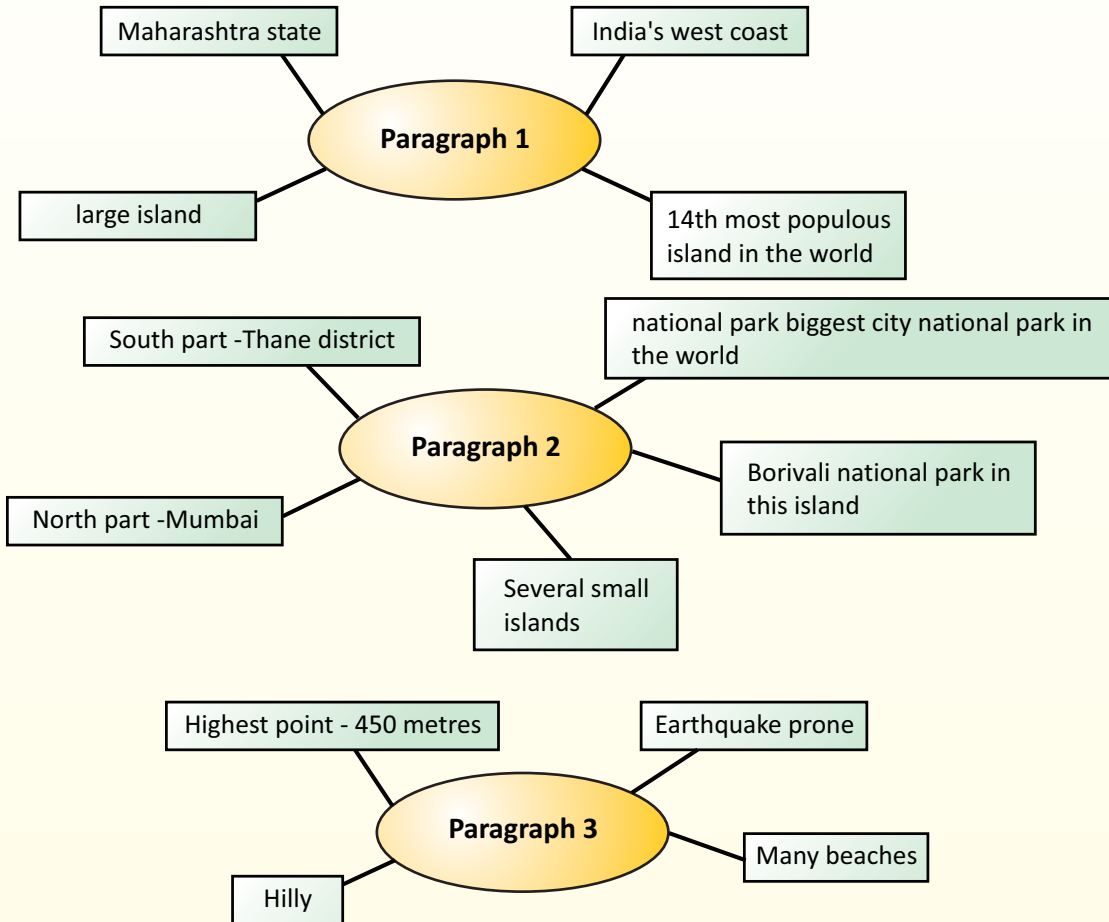 Maharashtra state
India's west coast
Paragraph 1
large island
14th most populous
island in the world
South part -Thane district
national park biggest city national park in
the world
Paragraph 2
Borivali national park in
this island
North part -Mumbai
Several small
islands
Highest point - 450 metres
Earthquake prone
Paragraph 3
Many beaches
Hilly